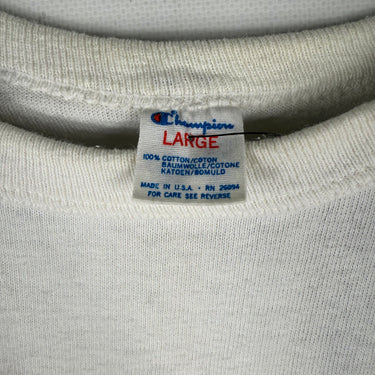 Champion
LARGE
100% COTTON/COTON
BAUMWOLLE/COTONE
KATOEN/BOMULD
MADE IN U.S.A. · RN 26094
FOR CARE SEE REVERSE